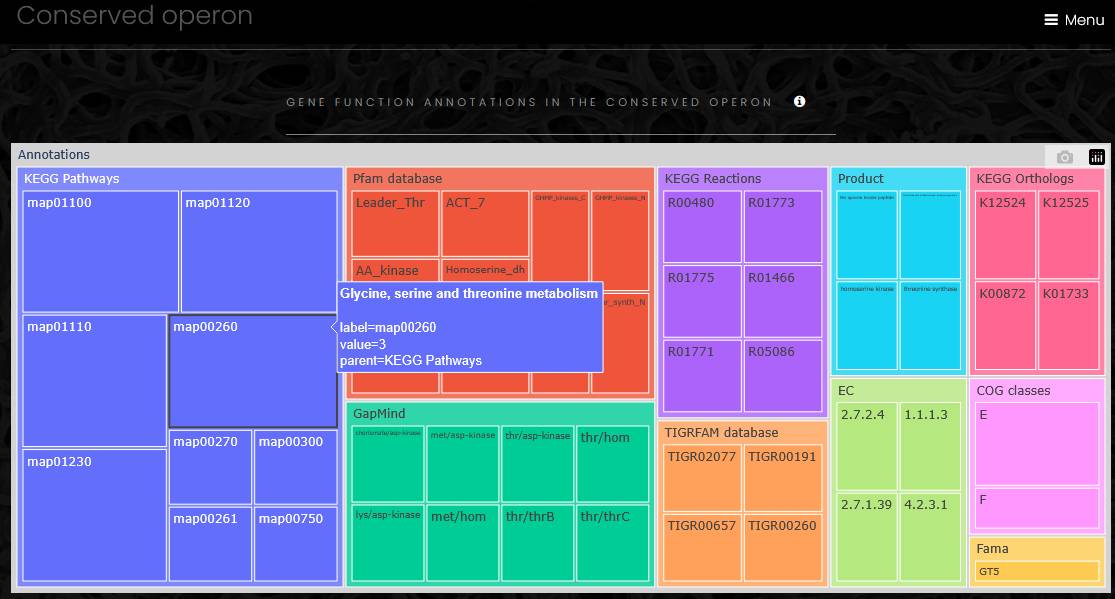 Conserved operon
Menu
GENE FUNCTION ANNOTATIONS IN THE CONSERVED OPERON
Annotations
KEGG Pathways
map01100
map01120
map01110
map00260
map01230
map00270
map00300
map00261
map00750
Pfam database
Leader_Thr
ACT_7
GHMP_kinases_C
GHMP_kinases_N
AA_kinase
Homoserine_dh
Glycine, serine and threonine metabolism
label=map00260
value=3
parent=KEGG Pathways
GapMind
chorismate/asp-kinase
met/asp-kinase
thr/asp-kinase
thr/hom
lys/asp-kinase
met/hom
thr/thrB
thr/thrC
KEGG Reactions
R00480
R01773
R01775
R01466
R01771
R05086
TIGRFAM database
TIGR02077
TIGR00191
TIGR00657
TIGR00260
Product
thr operon leader peptide
homoserine kinase
threonine synthase
EC
2.7.2.4
1.1.1.3
2.7.1.39
4.2.3.1
KEGG Orthologs
K12524
K12525
K00872
K01733
COG classes
E
F
Fama
GT5